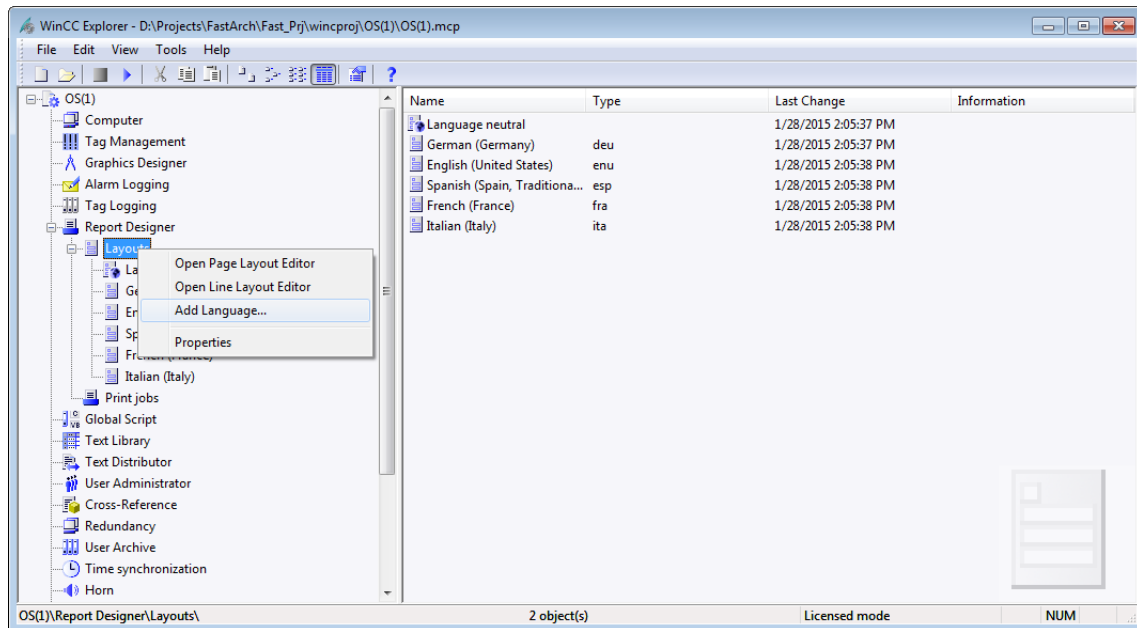 WinCC Explorer - D:\Projects\FastArch\Fast_Prj\wincproj\OS(1)\OS(1).mcp
File Edit View Tools Help
OS(1)
Computer
Tag Management
Graphics Designer
Alarm Logging
Tag Logging
Report Designer
Layouts
La
Ge
En
Sp
French (France)
Italian (Italy)
Print jobs
Global Script
Text Library
Text Distributor
User Administrator
Cross-Reference
Redundancy
User Archive
Time synchronization
Horn
Open Page Layout Editor
Open Line Layout Editor
Add Language...
Properties
Name Type Last Change Information
Language neutral 1/28/2015 2:05:37 PM
German (Germany) deu 1/28/2015 2:05:37 PM
English (United States) enu 1/28/2015 2:05:38 PM
Spanish (Spain, Traditiona... esp 1/28/2015 2:05:38 PM
French (France) fra 1/28/2015 2:05:38 PM
Italian (Italy) ita 1/28/2015 2:05:38 PM
OS(1)\Report Designer\Layouts\ 2 object(s) Licensed mode NUM